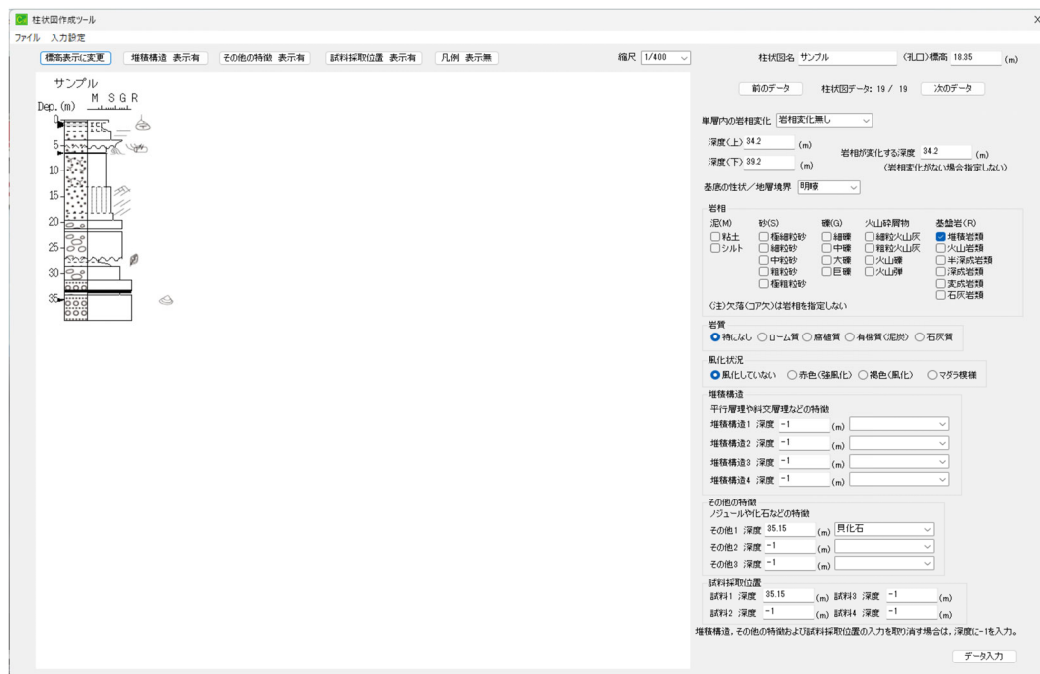 柱状図作成ツール
ファイル 入力設定
標高表示に変更 堆積構造 表示有 その他の特徴 表示有 試料採取位置 表示有 凡例 表示無 縮尺 1/400 柱状図名 サンプル (孔口)標高 18.35 (m)
サンプル
M S G R
Dep.(m)
0
5
10
15
20
25
30
35
前のデータ 柱状図データ: 19 / 19 次のデータ
単層内の岩相変化 岩相変化無し
深度(上) 34.2 (m)
岩相が変化する深度 34.2 (m)
深度(下) 39.2 (m)
(岩相変化がない場合指定しない)
基底の性状/地層境界 明瞭
岩相
泥(M) 砂(S) 礫(G) 火山砕屑物 基盤岩(R)
粘土 極細粒砂 細礫 細粒火山灰 堆積岩類
シルト 細粒砂 中礫 粗粒火山灰 火山岩類
中粒砂 大礫 火山礫 半深成岩類
粗粒砂 巨礫 火山弾 深成岩類
極粗粒砂 変成岩類
石灰岩類
(注)欠落(コア欠)は岩相を指定しない
岩質
特になし ローム質 腐植質 有機質(泥炭) 石灰質
風化状況
風化していない 赤色(強風化) 褐色(風化) マダラ模様
堆積構造
平行層理や斜交層理などの特徴
堆積構造1 深度 -1 (m)
堆積構造2 深度 -1 (m)
堆積構造3 深度 -1 (m)
堆積構造4 深度 -1 (m)
その他の特徴
ノジュールや化石などの特徴
その他1 深度 35.15 (m) 貝化石
その他2 深度 -1 (m)
その他3 深度 -1 (m)
試料採取位置
試料1 深度 35.15 (m) 試料3 深度 -1 (m)
試料2 深度 -1 (m) 試料4 深度 -1 (m)
堆積構造, その他の特徴および試料採取位置の入力を取り消す場合は, 深度に-1を入力。
データ入力